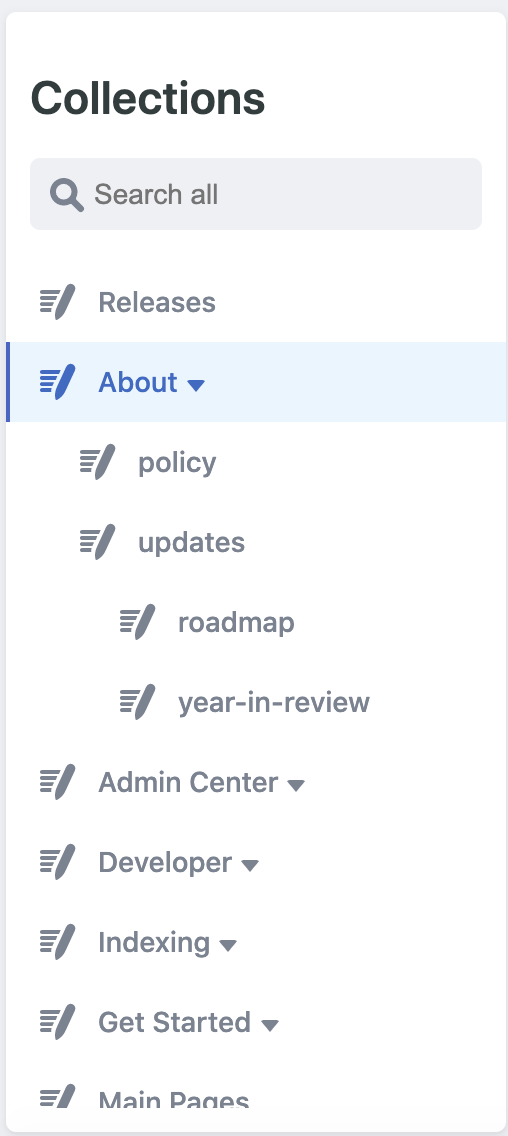 Collections
Search all
Releases
About
policy
updates
roadmap
year-in-review
Admin Center
Developer
Indexing
Get Started
Main Pages